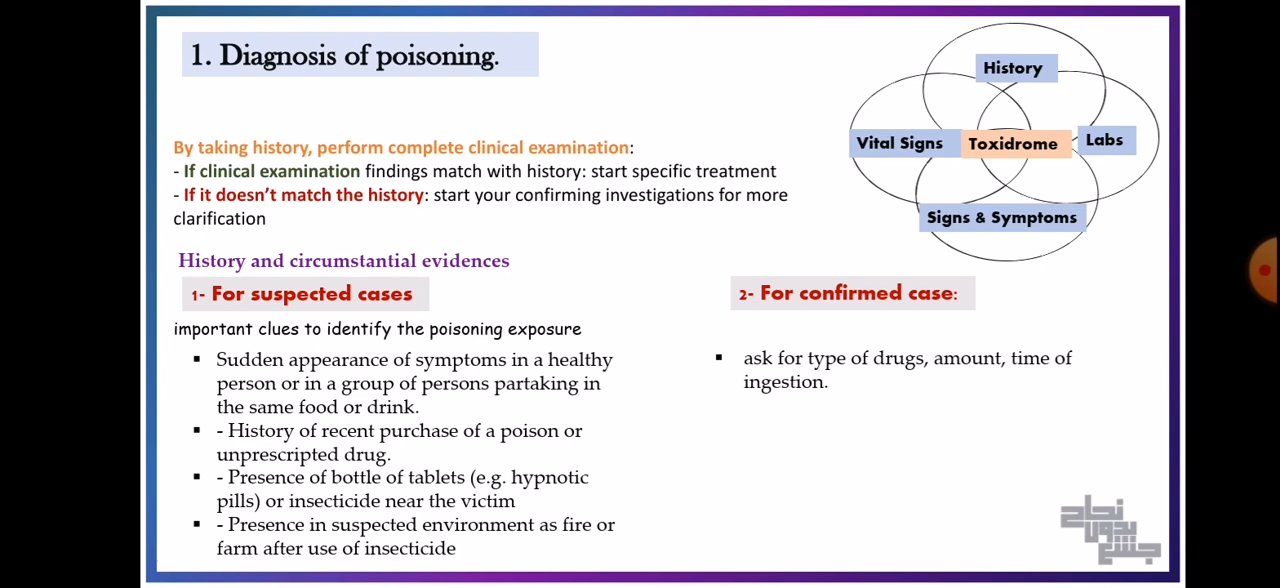 1. Diagnosis of poisoning.
History
Vital Signs
Toxidrome
Labs
Signs & Symptoms
By taking history, perform complete clinical examination:
- If clinical examination findings match with history: start specific treatment
- If it doesn't match the history: start your confirming investigations for more
clarification
History and circumstantial evidences
1- For suspected cases
important clues to identify the poisoning exposure
▪ Sudden appearance of symptoms in a healthy
person or in a group of persons partaking in
the same food or drink.
▪ - History of recent purchase of a poison or
unprescripted drug.
▪ - Presence of bottle of tablets (e.g. hypnotic
pills) or insecticide near the victim
▪ - Presence in suspected environment as fire or
farm after use of insecticide
2- For confirmed case:
▪ ask for type of drugs, amount, time of
ingestion.
نجاح
بدون
جشع